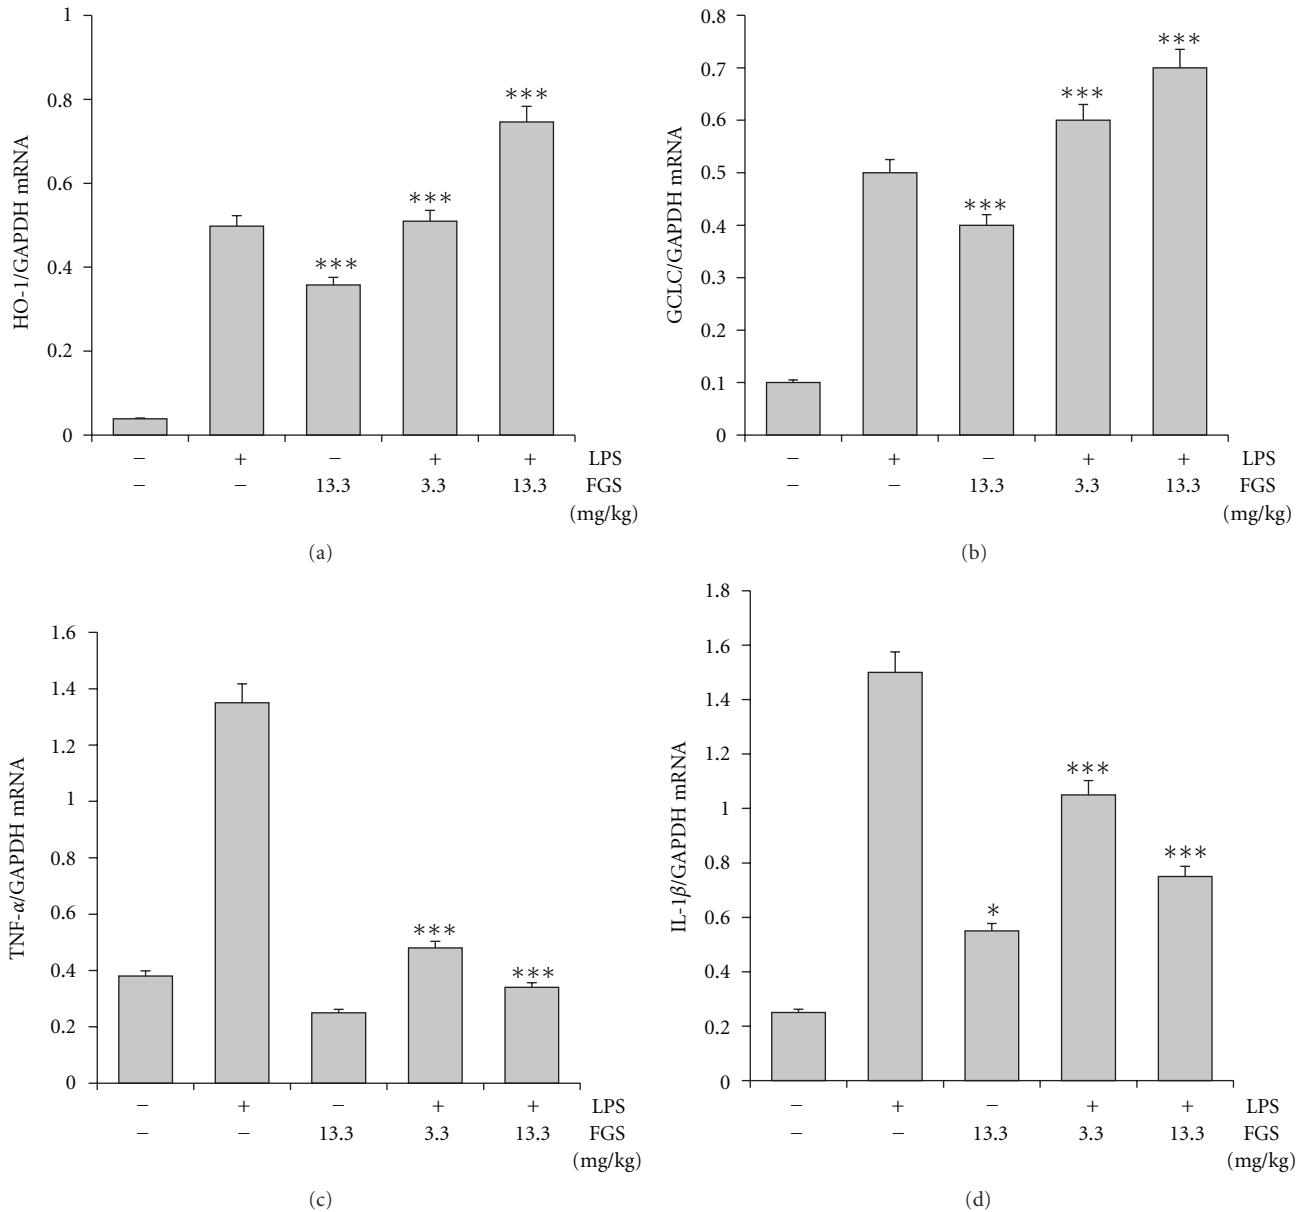 1
0.8
0.6
0.4
0.2
0
HO-1/GAPDH mRNA
***
***
***
− + − + + LPS
− − 13.3 3.3 13.3 FGS
(mg/kg)
(a)
0.8
0.7
0.6
0.5
0.4
0.3
0.2
0.1
0
GCLC/GAPDH mRNA
***
***
***
− + − + + LPS
− − 13.3 3.3 13.3 FGS
(mg/kg)
(b)
1.6
1.4
1.2
1
0.8
0.6
0.4
0.2
0
TNF-α/GAPDH mRNA
***
***
− + − + + LPS
− − 13.3 3.3 13.3 FGS
(mg/kg)
(c)
1.8
1.6
1.4
1.2
1
0.8
0.6
0.4
0.2
0
IL-1β/GAPDH mRNA
*
***
***
− + − + + LPS
− − 13.3 3.3 13.3 FGS
(mg/kg)
(d)